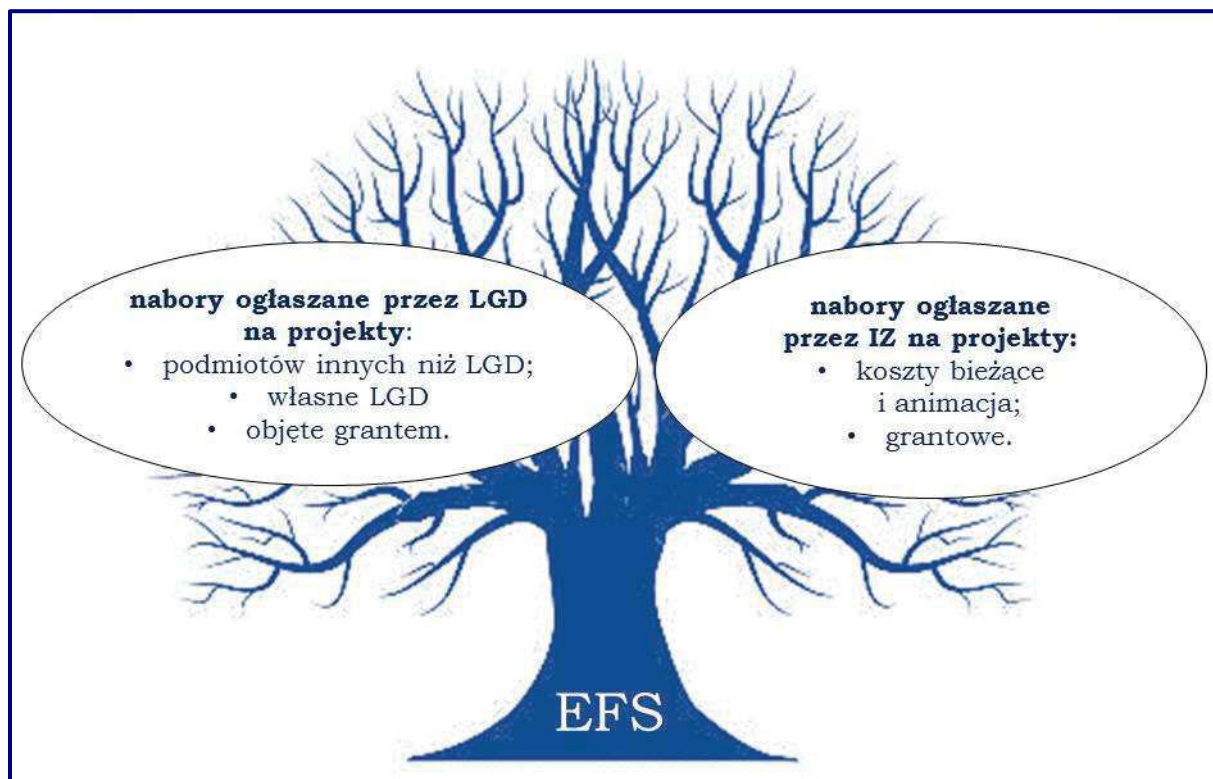 nabory ogłaszane przez LGD
na projekty:
• podmiotów innych niż LGD;
• własne LGD
• objęte grantem.
nabory ogłaszane
przez IZ na projekty:
• koszty bieżące
i animacja;
• grantowe.
EFS